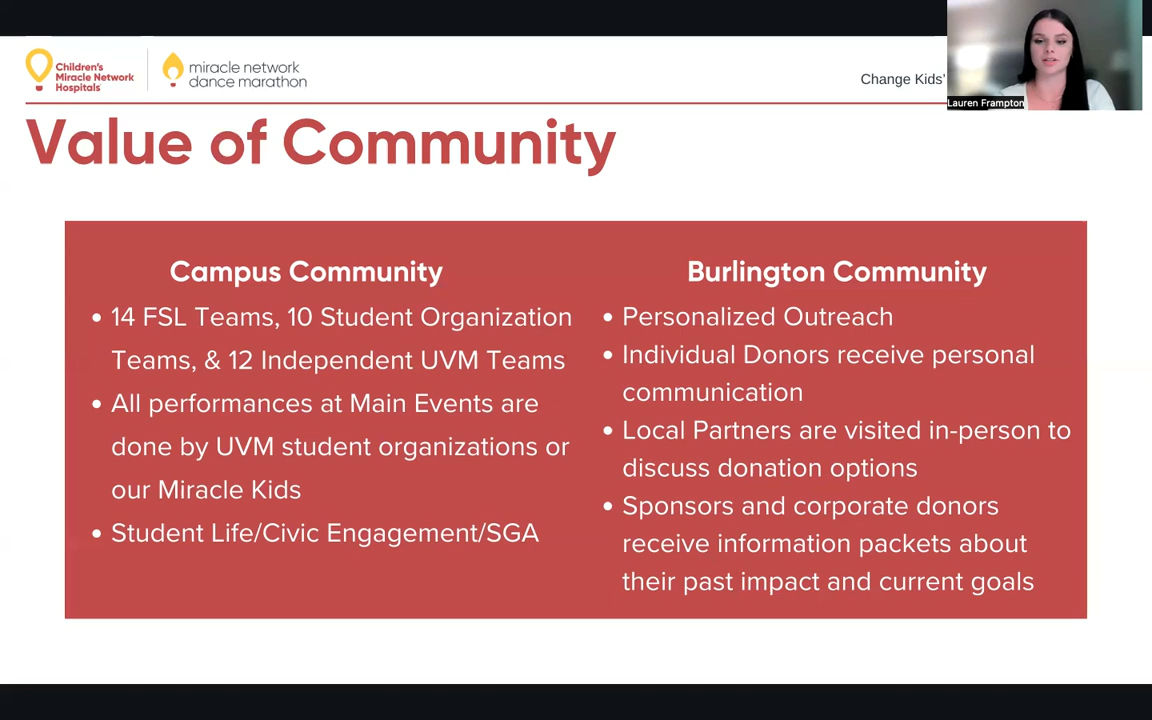 Children's
Miracle Network
Hospitals
miracle network
dance marathon
Change Kids'
Lauren Frampton
Value of Community
Campus Community
• 14 FSL Teams, 10 Student Organization
Teams, & 12 Independent UVM Teams
• All performances at Main Events are
done by UVM student organizations or
our Miracle Kids
• Student Life/Civic Engagement/SGA
Burlington Community
• Personalized Outreach
• Individual Donors receive personal
communication
• Local Partners are visited in-person to
discuss donation options
• Sponsors and corporate donors
receive information packets about
their past impact and current goals